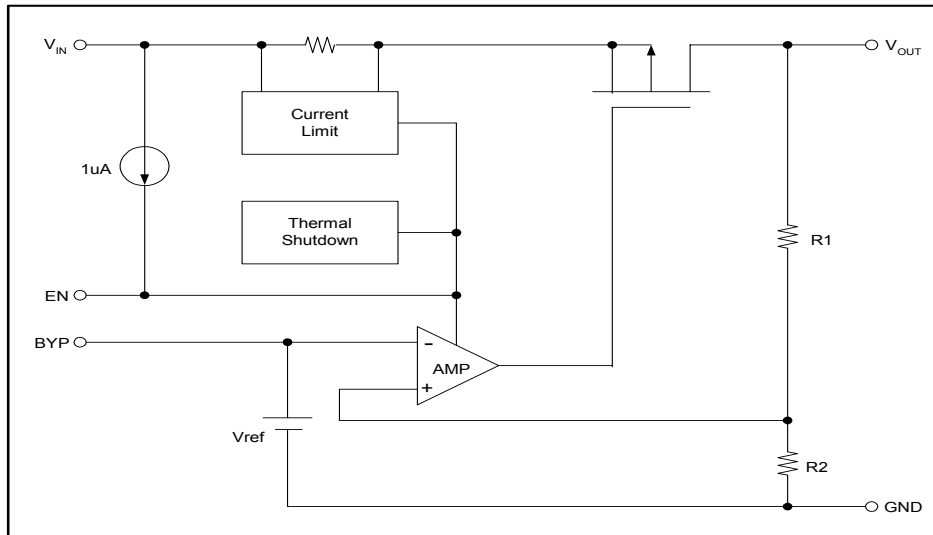 VIN
VOUT
Current
Limit
1uA
Thermal
Shutdown
R1
EN
BYP
-
AMP
+
Vref
R2
GND